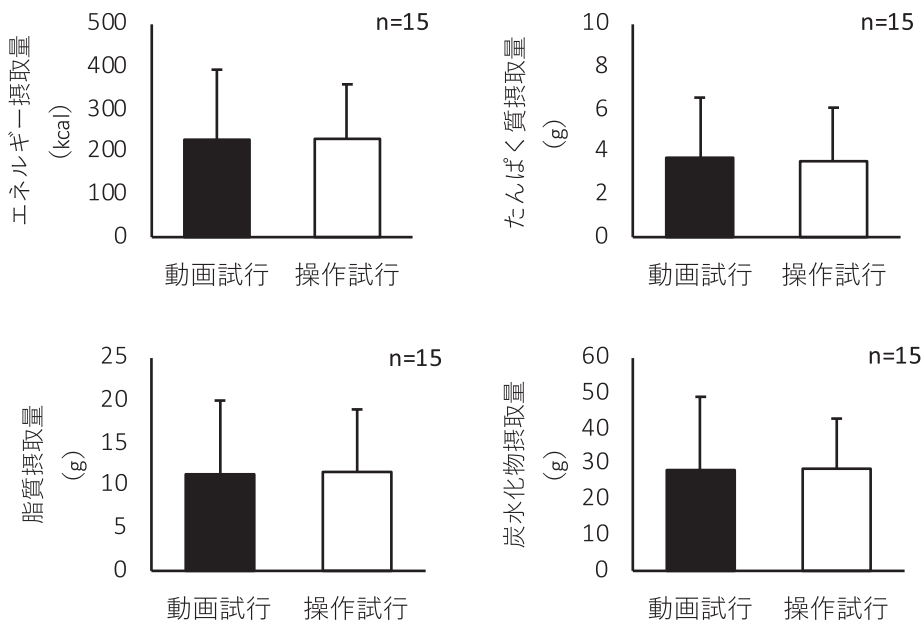 エネルギー摂取量
(kcal)
500
400
300
200
100
0
n=15
動画試行
操作試行
たんぱく質摂取量
(g)
10
8
6
4
2
0
n=15
動画試行
操作試行
脂質摂取量
(g)
25
20
15
10
5
0
n=15
動画試行
操作試行
炭水化物摂取量
(g)
60
50
40
30
20
10
0
n=15
動画試行
操作試行